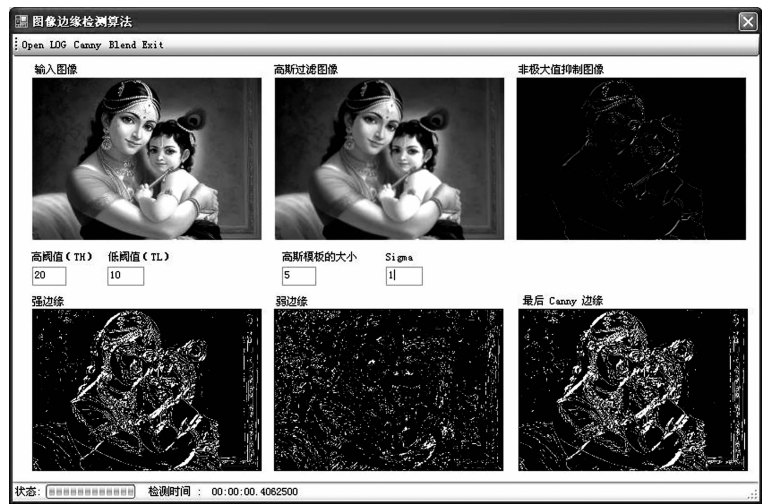 图像边缘检测算法
Open LOG Canny Blend Exit
输入图像 高斯过滤图像 非极大值抑制图像
高阈值(TH) 低阈值(TL) 高斯模板的大小 Sigma
20 10 5 1
强边缘 弱边缘 最后 Canny 边缘
状态: 检测时间 : 00:00:00.4062500